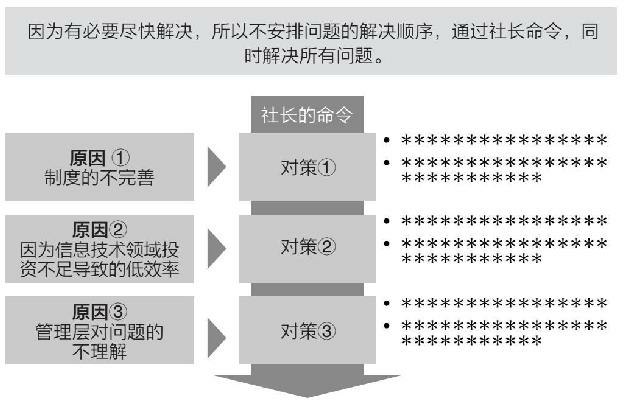 因为有必要尽快解决，所以不安排问题的解决顺序，通过社长命令，同
时解决所有问题。
社长的命令
原因 ①
制度的不完善
对策①
• ****************
• ****************
************
原因②
因为信息技术领域投
资不足导致的低效率
对策②
• ****************
• ****************
************
原因③
管理层对问题的
不理解
对策③
• ****************
• ****************
************